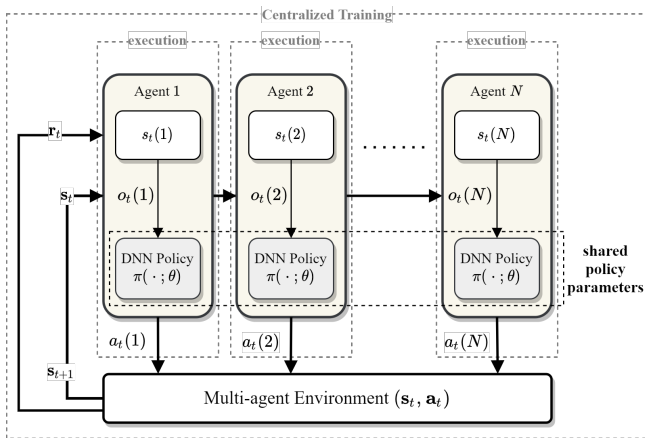 Centralized Training
execution execution execution
Agent 1 Agent 2 Agent N
s_t(1) s_t(2) ....... s_t(N)
r_t
s_t o_t(1) o_t(2) o_t(N)
DNN Policy DNN Policy DNN Policy
π( · ; θ) π( · ; θ) π( · ; θ)
shared
policy
parameters
a_t(1) a_t(2) a_t(N)
s_{t+1}
Multi-agent Environment (s_t, a_t)